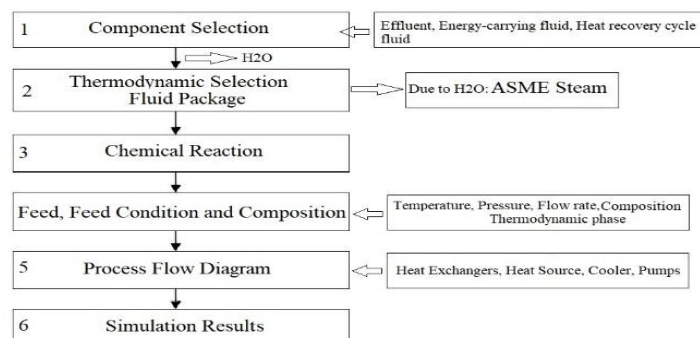 1
Component Selection
Effluent, Energy-carrying fluid, Heat recovery cycle
fluid
H2O
2
Thermodynamic Selection
Fluid Package
Due to H2O: ASME Steam
3
Chemical Reaction
Feed, Feed Condition and Composition
Temperature, Pressure, Flow rate,Composition
Thermodynamic phase
5
Process Flow Diagram
Heat Exchangers, Heat Source, Cooler, Pumps
6
Simulation Results